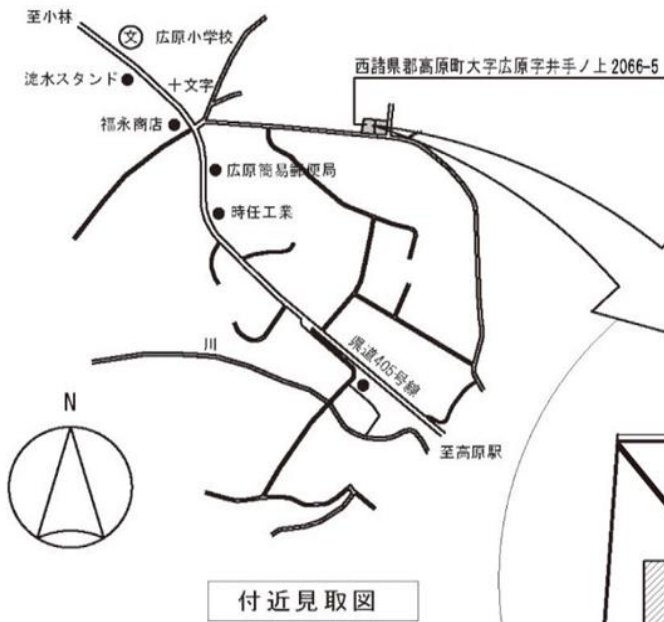 至小林
文 広原小学校
淀水スタンド
十文字
西諸県郡高原町大字広原字井手ノ上 2066-5
福永商店
広原簡易郵便局
時任工業
川
県道405号線
N
至高原駅
付近見取図